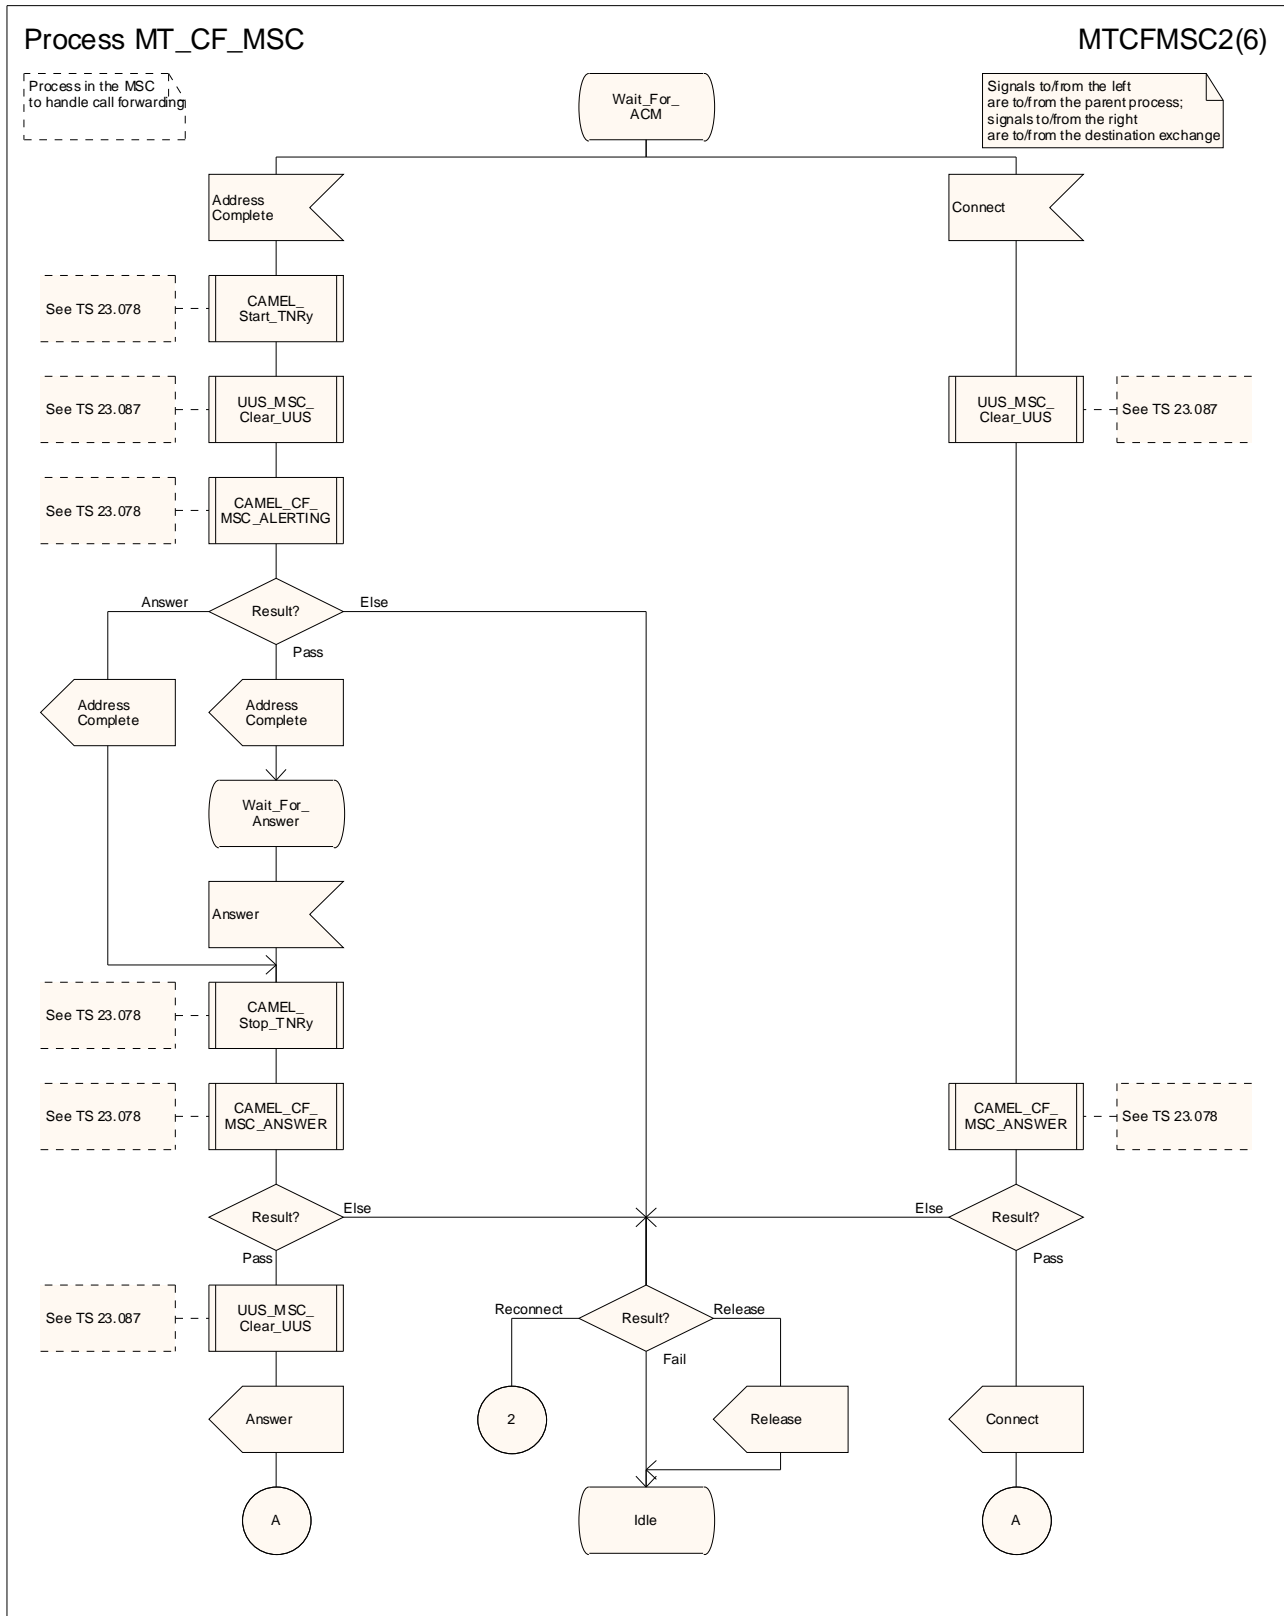 Process MT_CF_MSC
MTCFMSC2(6)
Process in the MSC
to handle call forwarding
Wait_For_
ACM
Signals to/from the left
are to/from the parent process;
signals to/from the right
are to/from the destination exchange
Address
Complete
Connect
See TS 23.078
CAMEL_
Start_TNRy
See TS 23.087
UUS_MSC_
Clear_UUS
UUS_MSC_
Clear_UUS
See TS 23.087
See TS 23.078
CAMEL_CF_
MSC_ALERTING
Answer
Result?
Else
Pass
Address
Complete
Address
Complete
Wait_For_
Answer
Answer
See TS 23.078
CAMEL_
Stop_TNRy
See TS 23.078
CAMEL_CF_
MSC_ANSWER
CAMEL_CF_
MSC_ANSWER
See TS 23.078
Result?
Else
Else
Result?
Pass
Pass
See TS 23.087
UUS_MSC_
Clear_UUS
Reconnect
Result?
Release
Fail
Answer
2
Release
Connect
A
Idle
A